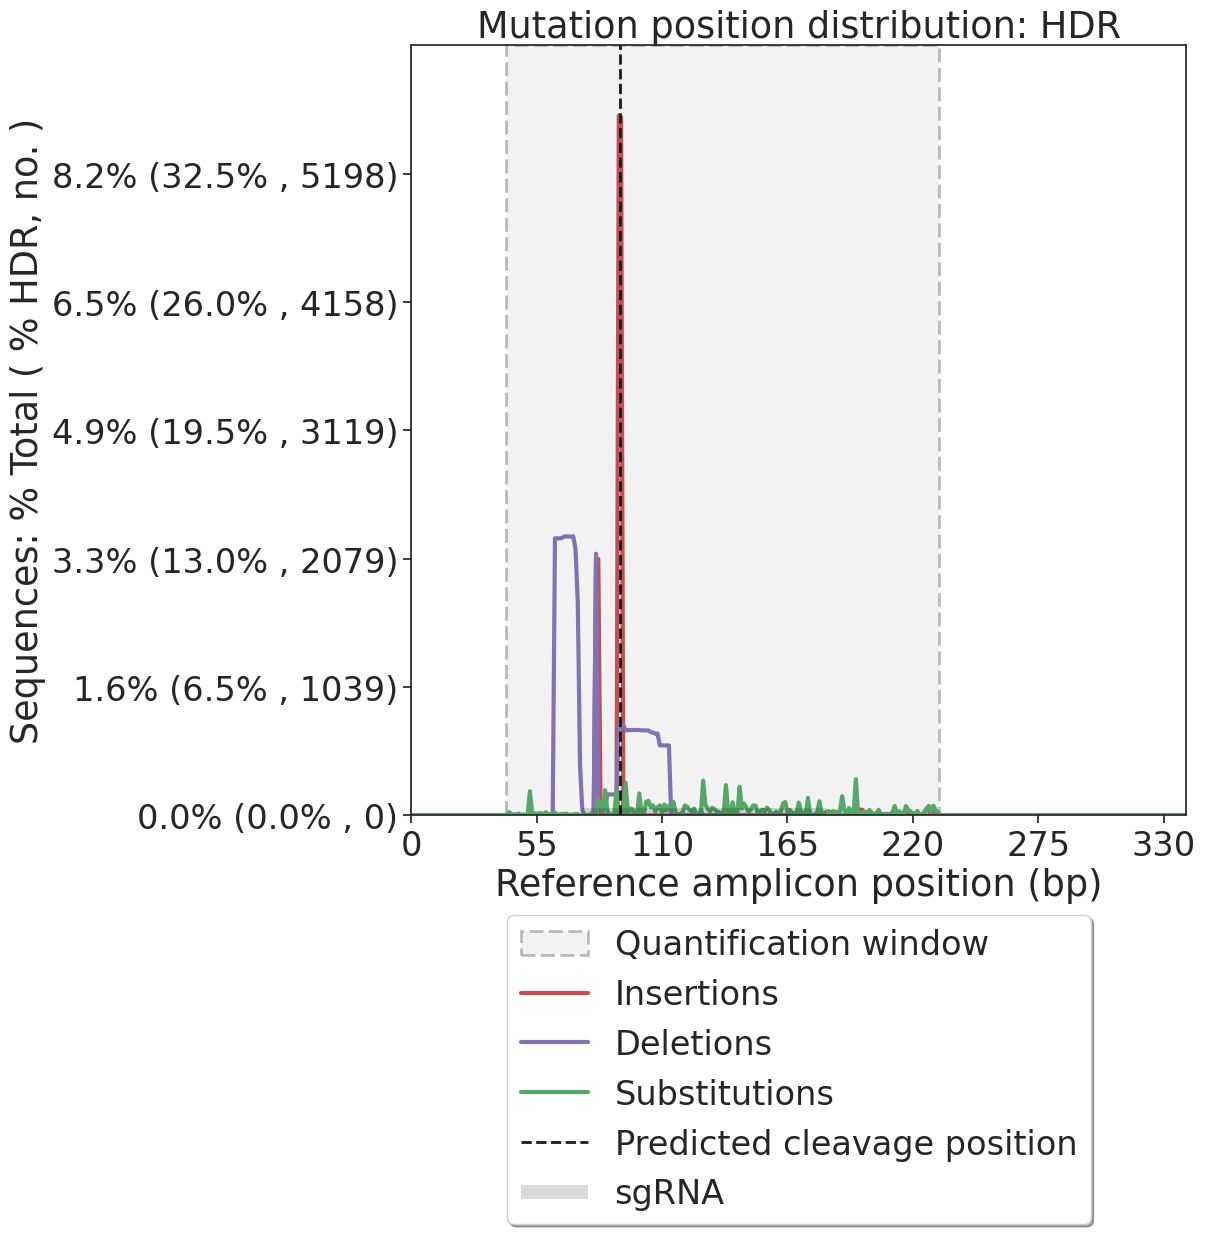 Mutation position distribution: HDR
Sequences: % Total ( % HDR, no. )
8.2% (32.5% , 5198)
6.5% (26.0% , 4158)
4.9% (19.5% , 3119)
3.3% (13.0% , 2079)
1.6% (6.5% , 1039)
0.0% (0.0% , 0)
0 55 110 165 220 275 330
Reference amplicon position (bp)
Quantification window
Insertions
Deletions
Substitutions
Predicted cleavage position
sgRNA